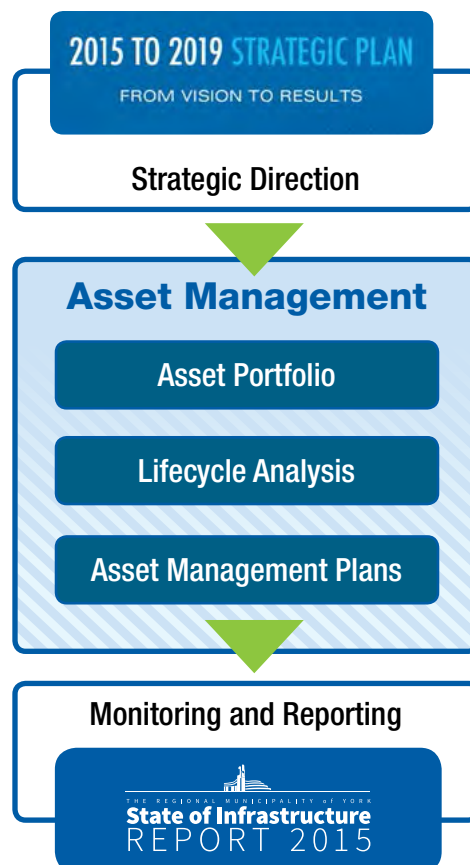 2015 TO 2019 STRATEGIC PLAN
FROM VISION TO RESULTS
Strategic Direction
Asset Management
Asset Portfolio
Lifecycle Analysis
Asset Management Plans
Monitoring and Reporting
THE REGIONAL MUNICIPALITY of YORK
State of Infrastructure
REPORT 2015